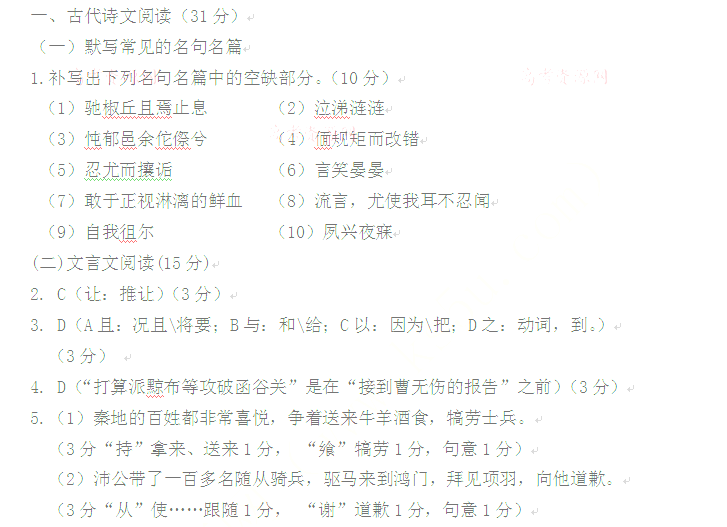 一、古代诗文阅读（31分）
（一）默写常见的名句名篇
1.补写出下列名句名篇中的空缺部分。（10分）
（1）驰椒丘且焉止息 （2）泣涕涟涟
（3）忳郁邑余侘傺兮 （4）偭规矩而改错
（5）忍尤而攘诟 （6）言笑晏晏
（7）敢于正视淋漓的鲜血 （8）流言，尤使我耳不忍闻
（9）自我徂尔 （10）夙兴夜寐
(二)文言文阅读(15分)
2. C（让：推让）（3分）
3. D（A且：况且\将要；B与：和\给；C以：因为\把；D之：动词，到。）
（3分）
4. D（“打算派黥布等攻破函谷关”是在“接到曹无伤的报告”之前）（3分）
5.（1）秦地的百姓都非常喜悦，争着送来牛羊酒食，犒劳士兵。
（3分“持”拿来、送来1分， “飨”犒劳1分，句意1分）
（2）沛公带了一百多名随从骑兵，驱马来到鸿门，拜见项羽，向他道歉。
（3分“从”使……跟随1分， “谢”道歉1分，句意1分）